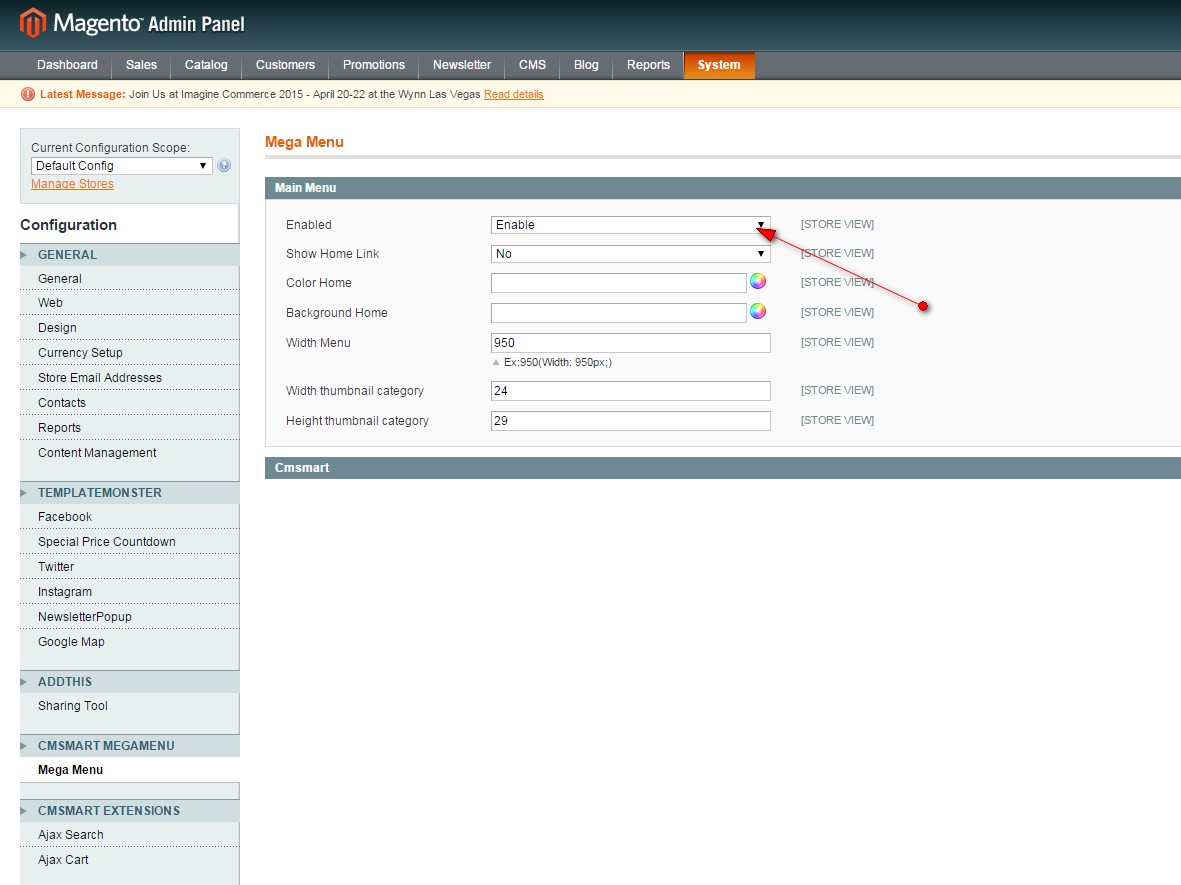 Magento Admin Panel
Dashboard Sales Catalog Customers Promotions Newsletter CMS Blog Reports System
Latest Message: Join Us at Imagine Commerce 2015 - April 20-22 at the Wynn Las Vegas Read details
Current Configuration Scope:
Default Config
Manage Stores
Configuration
GENERAL
General
Web
Design
Currency Setup
Store Email Addresses
Contacts
Reports
Content Management
TEMPLATEMONSTER
Facebook
Special Price Countdown
Twitter
Instagram
NewsletterPopup
Google Map
ADDTHIS
Sharing Tool
CMSMART MEGAMENU
Mega Menu
CMSMART EXTENSIONS
Ajax Search
Ajax Cart
Mega Menu
Main Menu
Enabled Enable [STORE VIEW]
Show Home Link No [STORE VIEW]
Color Home [STORE VIEW]
Background Home [STORE VIEW]
Width Menu 950 [STORE VIEW]
Ex:950(Width: 950px;)
Width thumbnail category 24 [STORE VIEW]
Height thumbnail category 29 [STORE VIEW]
Cmsmart